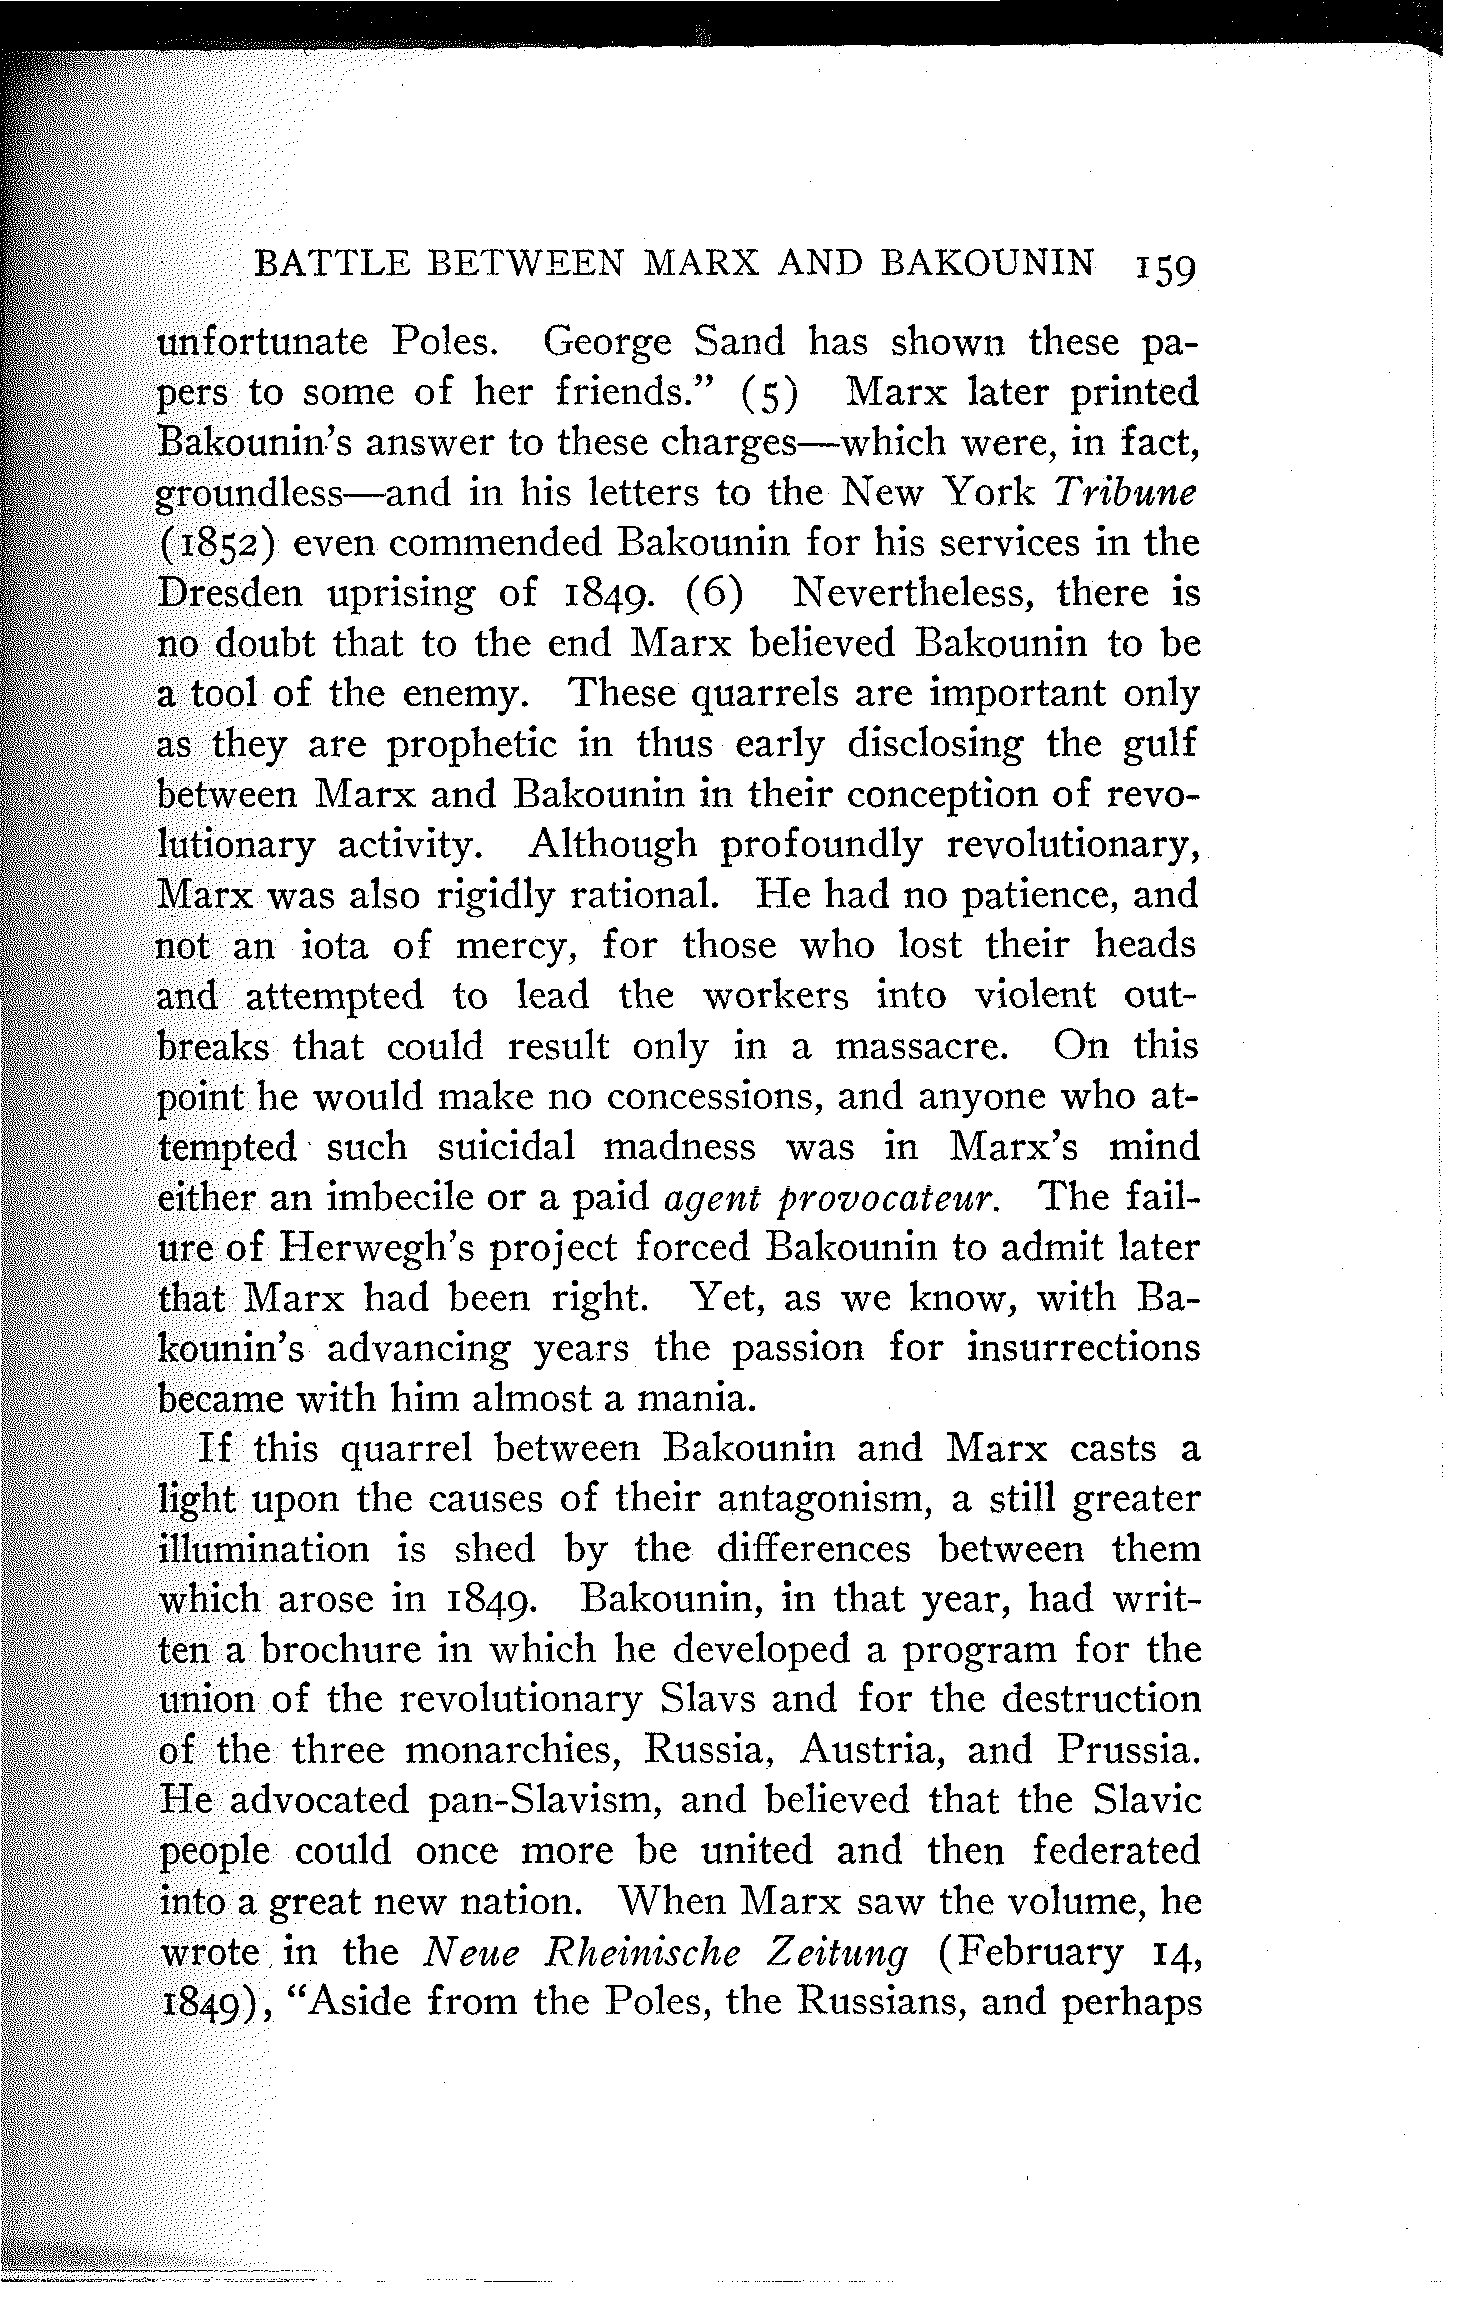 BATTLE BETWEEN MARX AND BAKOUNIN 159
unfortunate Poles. George Sand has shown these pa-
pers to some of her friends.” (5) Marx later printed
Bakounin's answer to these charges—which were, in fact,
groundless—and in his letters to the New York Tribune
(1852) even commended Bakounin for his services in the
Dresden uprising of 1849. (6) Nevertheless, there is
no doubt that to the end Marx believed Bakounin to be
a tool of the enemy. These quarrels are important only
as they are prophetic in thus early disclosing the gulf
between Marx and Bakounin in their conception of revo-
lutionary activity. Although profoundly revolutionary,
Marx was also rigidly rational. He had no patience, and
not an iota of mercy, for those who lost their heads
and attempted to lead the workers into violent out-
breaks that could result only in a massacre. On this
point he would make no concessions, and anyone who at-
tempted such suicidal madness was in Marx's mind
either an imbecile or a paid agent provocateur. The fail-
ure of Herwegh's project forced Bakounin to admit later
that Marx had been right. Yet, as we know, with Ba-
kounin's advancing years the passion for insurrections
became with him almost a mania.
If this quarrel between Bakounin and Marx casts a
light upon the causes of their antagonism, a still greater
illumination is shed by the differences between them
which arose in 1849. Bakounin, in that year, had writ-
ten a brochure in which he developed a program for the
union of the revolutionary Slavs and for the destruction
of the three monarchies, Russia, Austria, and Prussia.
He advocated pan-Slavism, and believed that the Slavic
people could once more be united and then federated
into a great new nation. When Marx saw the volume, he
wrote in the Neue Rheinische Zeitung (February 14,
1849), “Aside from the Poles, the Russians, and perhaps